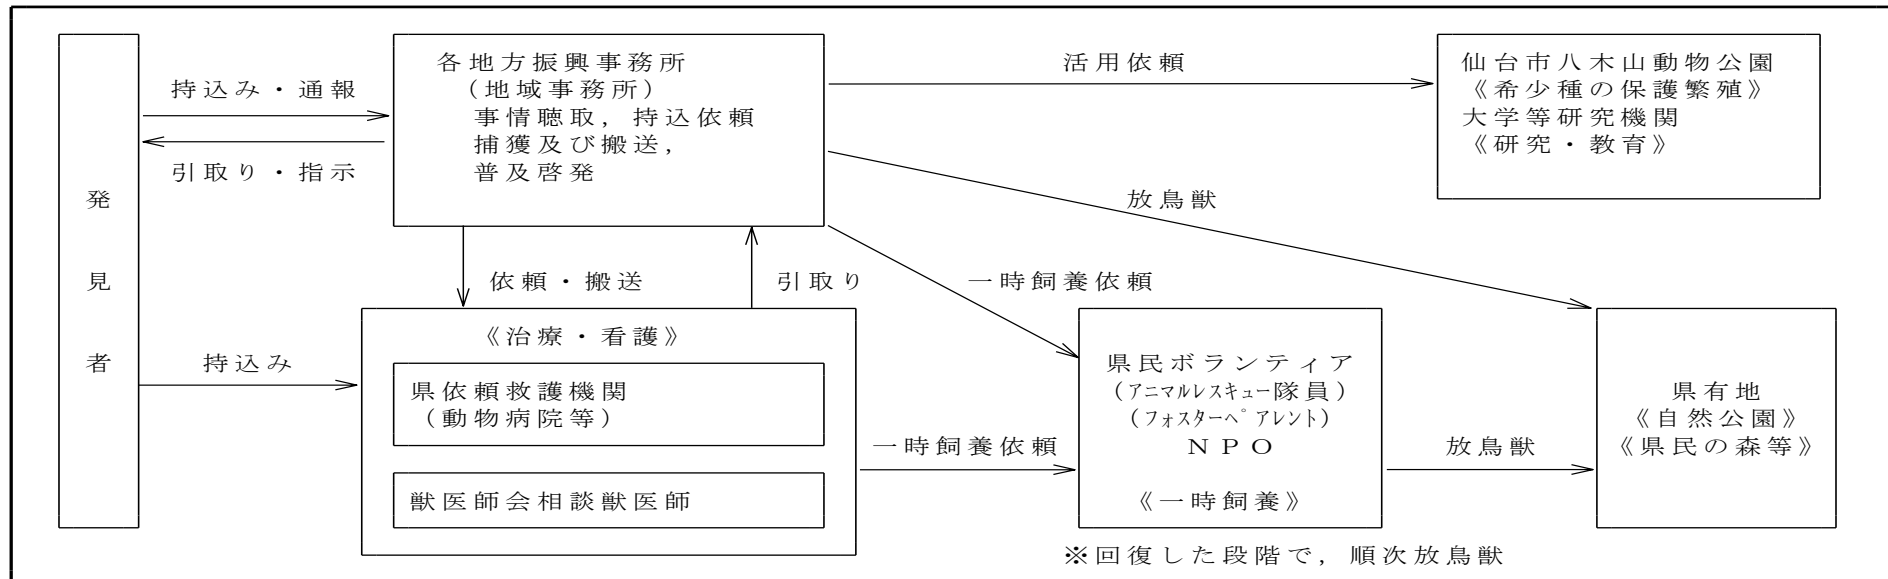 発見者
持込み・通報
引取り・指示
持込み
各地方振興事務所
(地域事務所)
事情聴取,持込依頼
捕獲及び搬送,
普及啓発
活用依頼
仙台市八木山動物公園
《希少種の保護繁殖》
大学等研究機関
《研究・教育》
放鳥獣
依頼・搬送
引取り
一時飼養依頼
《治療・看護》
県依頼救護機関
(動物病院等)
獣医師会相談獣医師
一時飼養依頼
県民ボランティア
(アニマルレスキュー隊員)
(フォスターペアレント)
NPO
《一時飼養》
放鳥獣
県有地
《自然公園》
《県民の森等》
※回復した段階で,順次放鳥獣